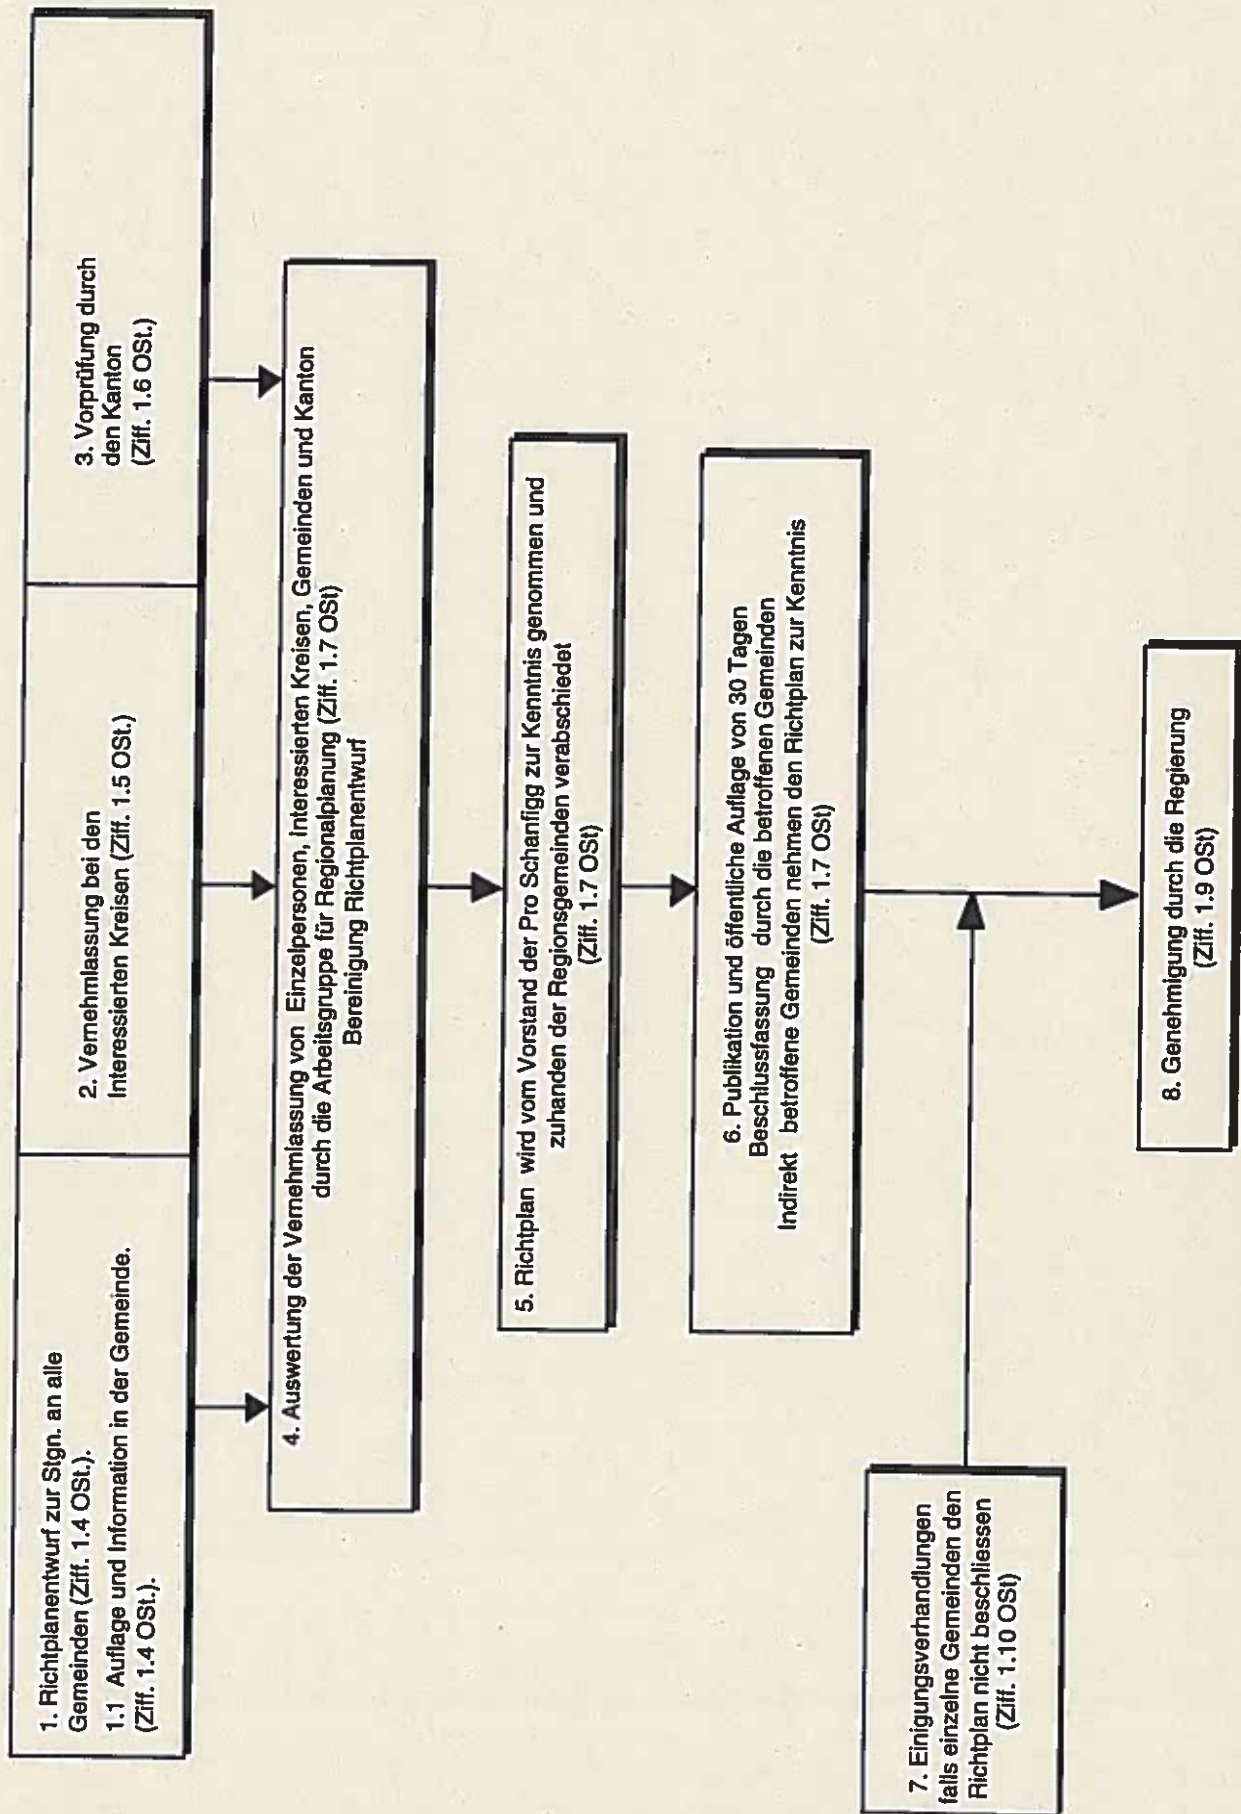 1. Richtplanentwurf zur Stgn. an alle
Gemeinden (Ziff. 1.4 OSt.).
1.1 Auflage und Information in der Gemeinde.
(Ziff. 1.4 OSt.).
2. Vernehmlassung bei den
Interessierten Kreisen (Ziff. 1.5 OSt.)
3. Vorprüfung durch
den Kanton
(Ziff. 1.6 OSt.)
4. Auswertung der Vernehmlassung von Einzelpersonen, Interessierten Kreisen, Gemeinden und Kanton
durch die Arbeitsgruppe für Regionalplanung (Ziff. 1.7 OSt)
Bereinigung Richtplanentwurf
5. Richtplan wird vom Vorstand der Pro Schanfigg zur Kenntnis genommen und
zuhanden der Regionsgemeinden verabschiedet
(Ziff. 1.7 OSt)
6. Publikation und öffentliche Auflage von 30 Tagen
Beschlussfassung durch die betroffenen Gemeinden
Indirekt betroffene Gemeinden nehmen den Richtplan zur Kenntnis
(Ziff. 1.7 OSt)
7. Einigungsverhandlungen
falls einzelne Gemeinden den
Richtplan nicht beschliessen
(Ziff. 1.10 OSt)
8. Genehmigung durch die Regierung
(Ziff. 1.9 OSt)